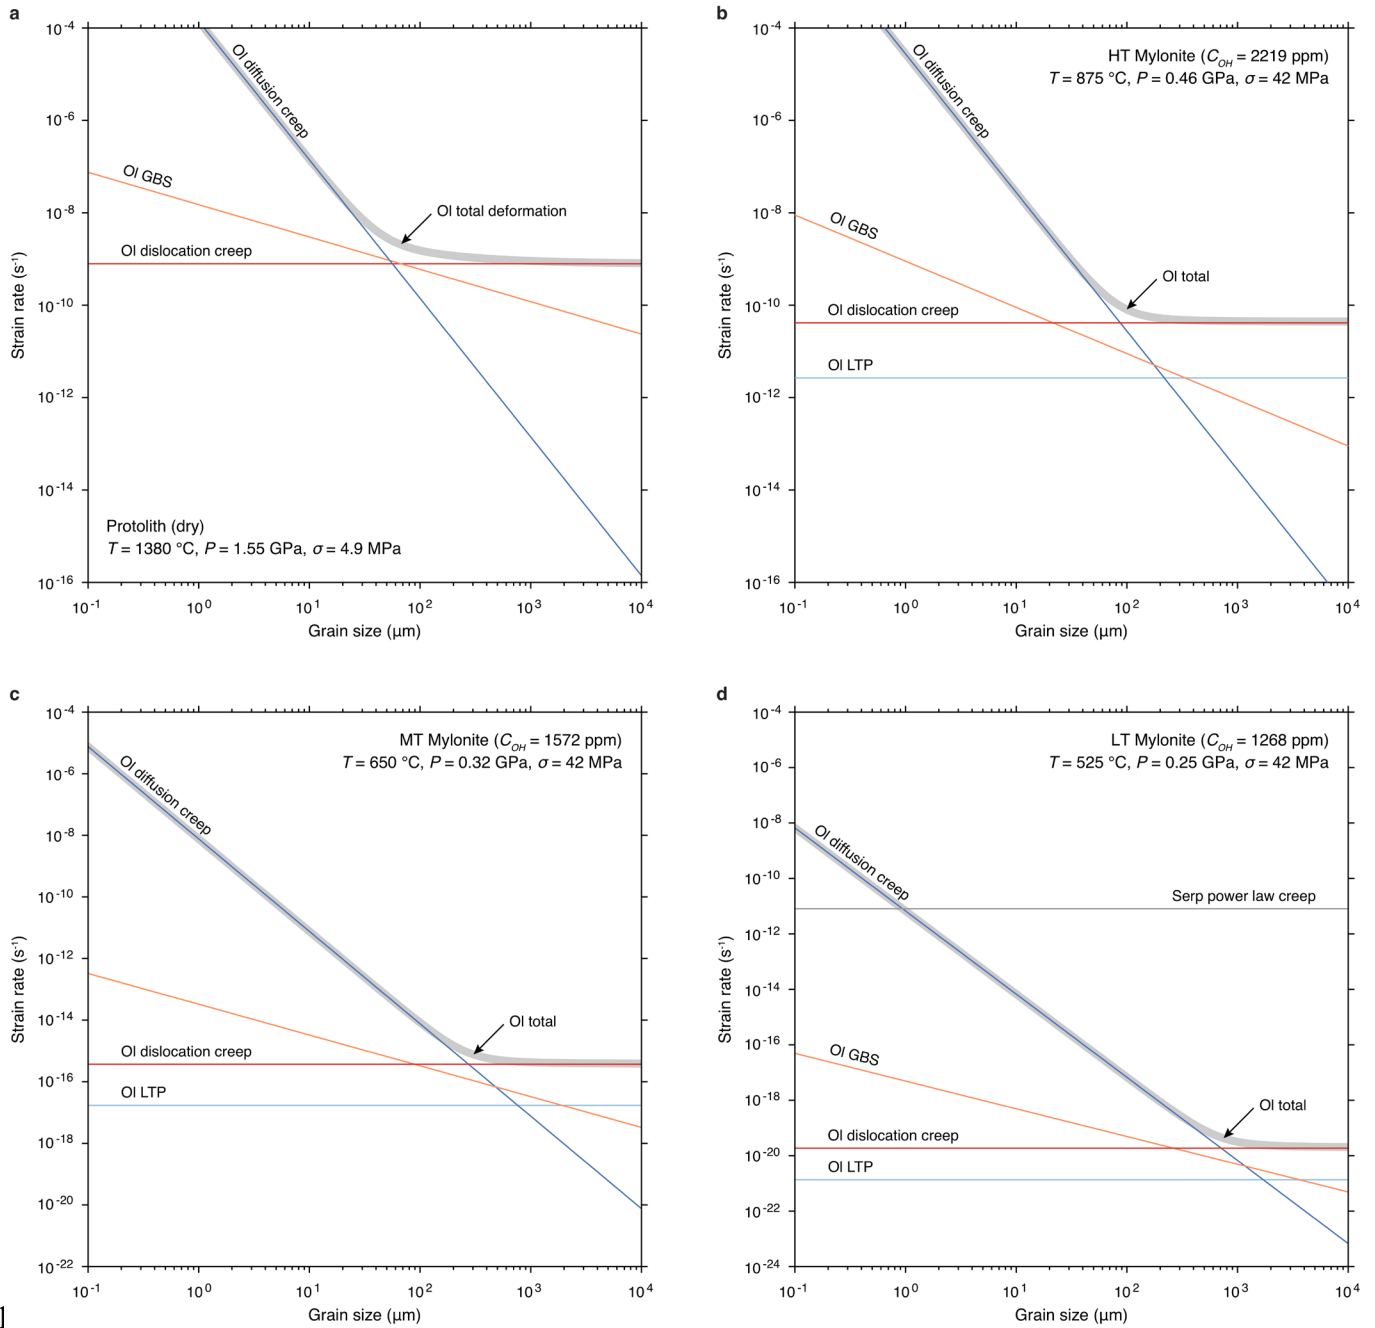 a
Ol diffusion creep
Ol GBS
Ol total deformation
Ol dislocation creep
Protolith (dry)
T = 1380 °C, P = 1.55 GPa, σ = 4.9 MPa
Strain rate (s⁻¹)
10⁻⁴
10⁻⁶
10⁻⁸
10⁻¹⁰
10⁻¹²
10⁻¹⁴
10⁻¹⁶
10⁻¹ 10⁰ 10¹ 10² 10³ 10⁴
Grain size (µm)
b
HT Mylonite (C_OH = 2219 ppm)
T = 875 °C, P = 0.46 GPa, σ = 42 MPa
Ol diffusion creep
Ol GBS
Ol total
Ol dislocation creep
Ol LTP
Strain rate (s⁻¹)
10⁻⁴
10⁻⁶
10⁻⁸
10⁻¹⁰
10⁻¹²
10⁻¹⁴
10⁻¹⁶
10⁻¹ 10⁰ 10¹ 10² 10³ 10⁴
Grain size (µm)
c
MT Mylonite (C_OH = 1572 ppm)
T = 650 °C, P = 0.32 GPa, σ = 42 MPa
Ol diffusion creep
Ol total
Ol dislocation creep
Ol LTP
Strain rate (s⁻¹)
10⁻⁴
10⁻⁶
10⁻⁸
10⁻¹⁰
10⁻¹²
10⁻¹⁴
10⁻¹⁶
10⁻¹⁸
10⁻²⁰
10⁻²²
10⁻¹ 10⁰ 10¹ 10² 10³ 10⁴
Grain size (µm)
d
LT Mylonite (C_OH = 1268 ppm)
T = 525 °C, P = 0.25 GPa, σ = 42 MPa
Ol diffusion creep
Serp power law creep
Ol GBS
Ol total
Ol dislocation creep
Ol LTP
Strain rate (s⁻¹)
10⁻⁴
10⁻⁶
10⁻⁸
10⁻¹⁰
10⁻¹²
10⁻¹⁴
10⁻¹⁶
10⁻¹⁸
10⁻²⁰
10⁻²²
10⁻²⁴
10⁻¹ 10⁰ 10¹ 10² 10³ 10⁴
Grain size (µm)